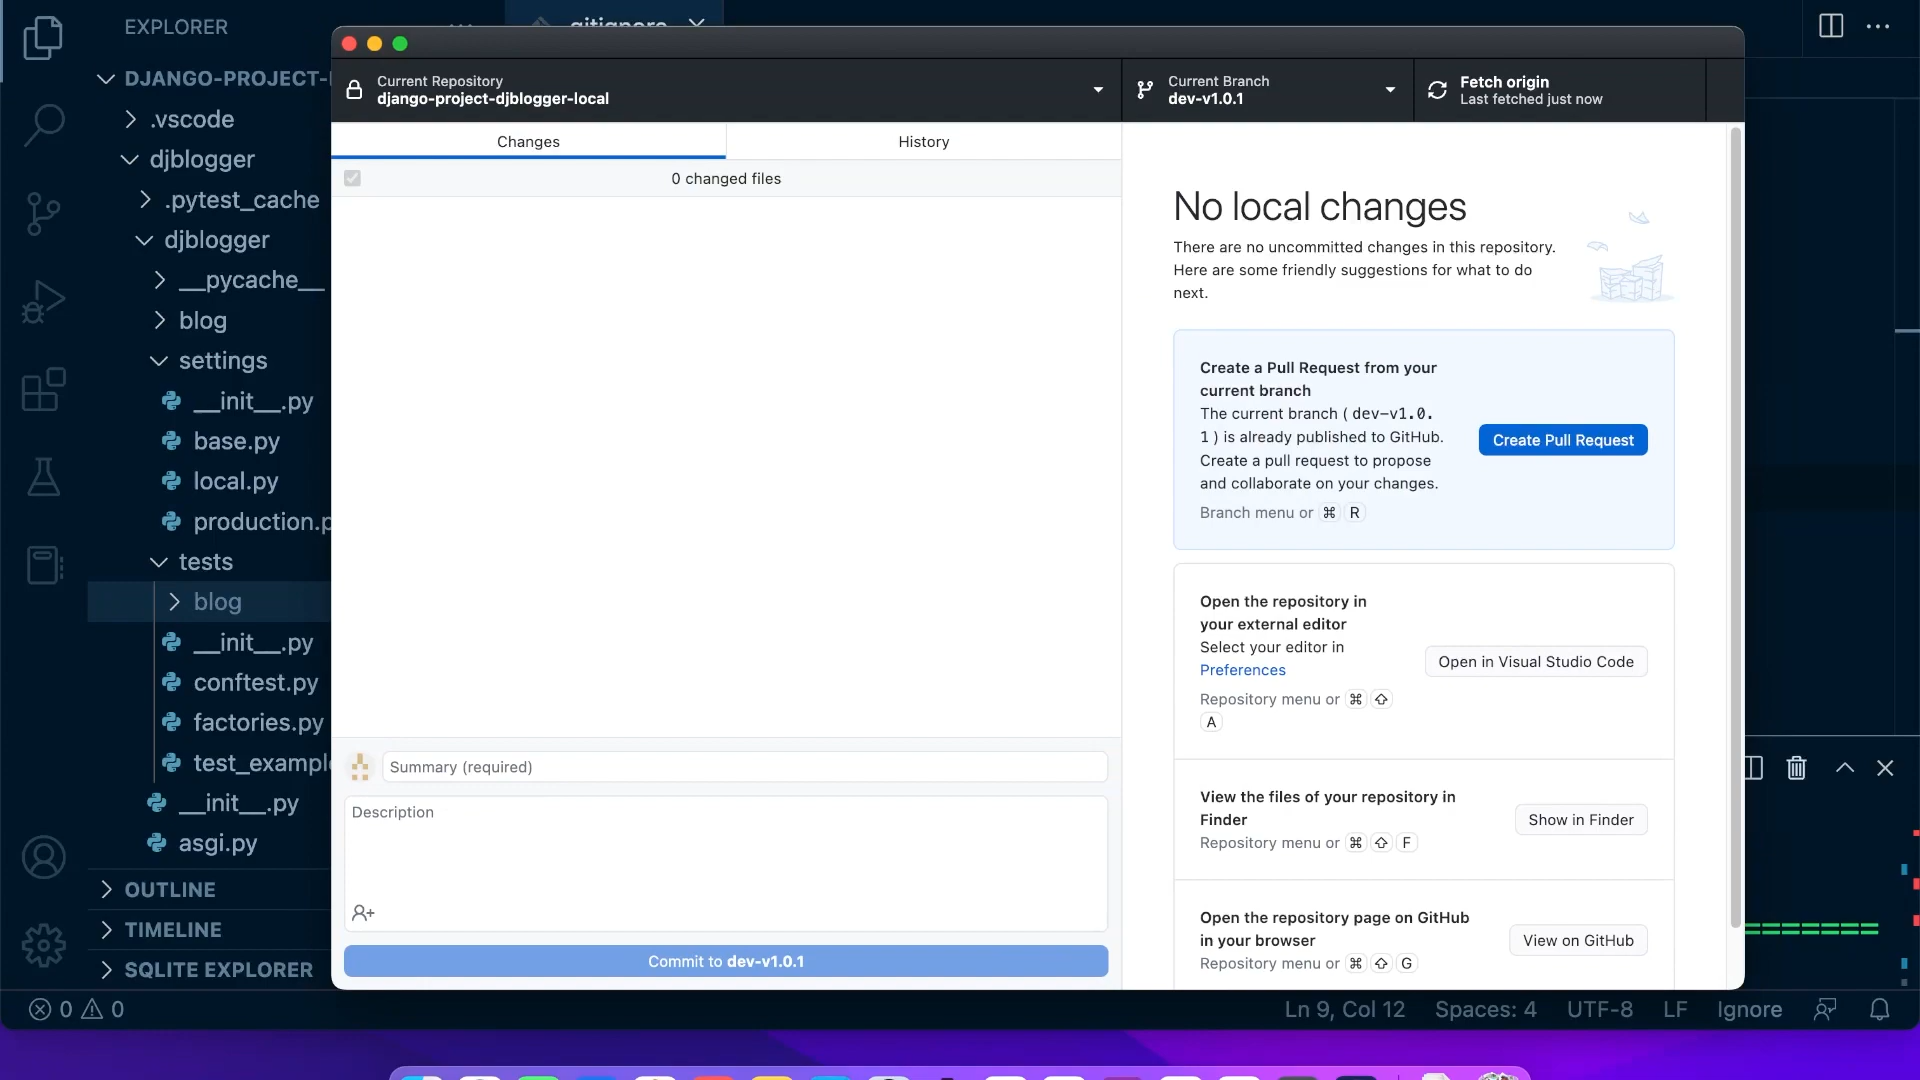 EXPLORER
DJANGO-PROJECT-
.vscode
djblogger
.pytest_cache
djblogger
__pycache__
blog
settings
__init__.py
base.py
local.py
production.p
tests
blog
__init__.py
conftest.py
factories.py
test_example
__init__.py
asgi.py
OUTLINE
TIMELINE
SQLITE EXPLORER
.gitignore
Current Repository
django-project-djblogger-local
Current Branch
dev-v1.0.1
Fetch origin
Last fetched just now
Changes
History
0 changed files
Summary (required)
Description
Commit to dev-v1.0.1
No local changes
There are no uncommitted changes in this repository.
Here are some friendly suggestions for what to do
next.
Create a Pull Request from your
current branch
The current branch ( dev-v1.0.
1 ) is already published to GitHub.
Create a pull request to propose
and collaborate on your changes.
Branch menu or ⌘ R
Create Pull Request
Open the repository in
your external editor
Select your editor in
Preferences
Repository menu or ⌘ ⇧
A
Open in Visual Studio Code
View the files of your repository in
Finder
Repository menu or ⌘ ⇧ F
Show in Finder
Open the repository page on GitHub
in your browser
Repository menu or ⌘ ⇧ G
View on GitHub
0 0
Ln 9, Col 12
Spaces: 4
UTF-8
LF
Ignore